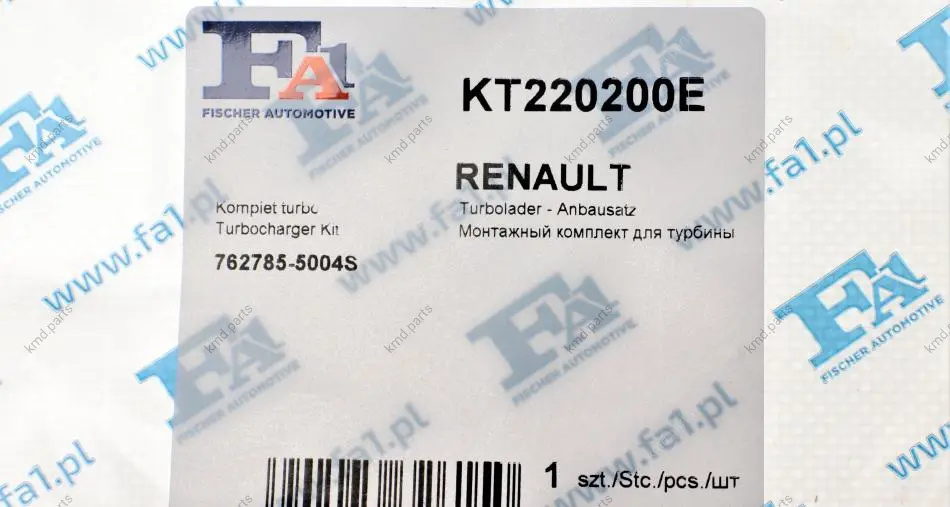 FA1
FISCHER AUTOMOTIVE
KT220200E
RENAULT
Komplet turbo
Turbocharger Kit
762785-5004S
Turbolader - Anbausatz
Монтажный комплект для турбины
1 szt./Stc./pcs./шт
www.fa1.pl
kmd.parts